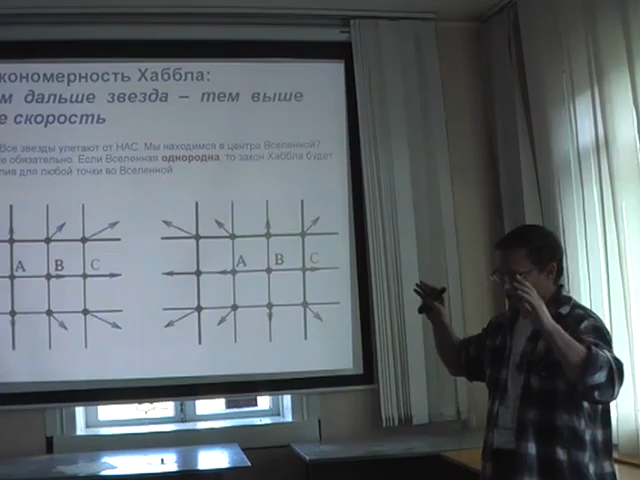 кономерность Хаббла:
м дальше звезда – тем выше
е скорость
Все звезды улетают от НАС. Мы находимся в центре Вселенной?
е обязательно. Если Вселенная однородна, то закон Хаббла будет
для любой точки во Вселенной
A B C
A B C